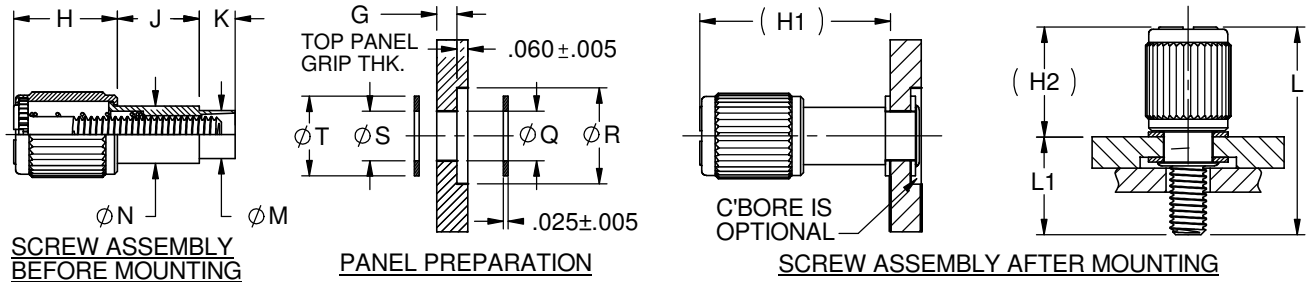 H
J
K
ØN
ØM
SCREW ASSEMBLY
BEFORE MOUNTING
G
TOP PANEL
GRIP THK.
.060±.005
ØT
ØS
ØQ
ØR
.025±.005
PANEL PREPARATION
( H1 )
C'BORE IS
OPTIONAL
( H2 )
L1
L
SCREW ASSEMBLY AFTER MOUNTING